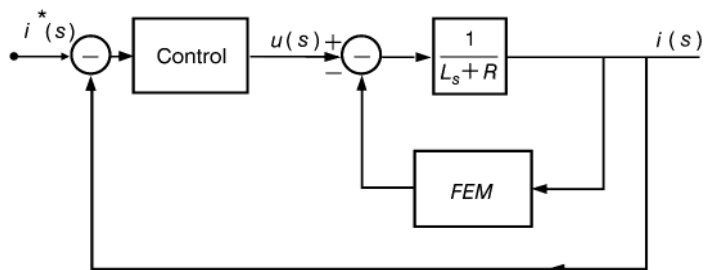 i*(s)
Control
u(s)
+
−
−
−
1
Ls+R
i(s)
FEM